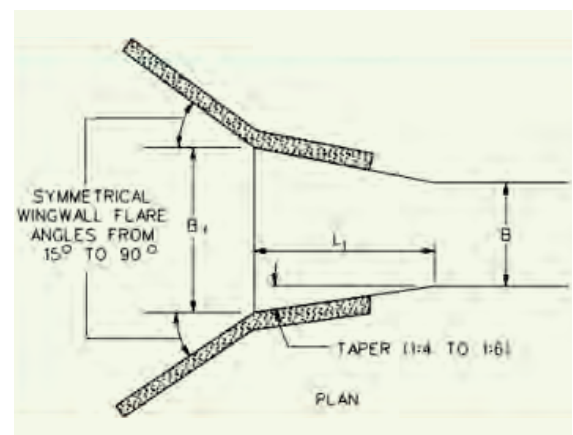 SYMMETRICAL
WINGWALL FLARE
ANGLES FROM
15° TO 90°
B
L
B
TAPER (1:4 TO 1:6)
PLAN